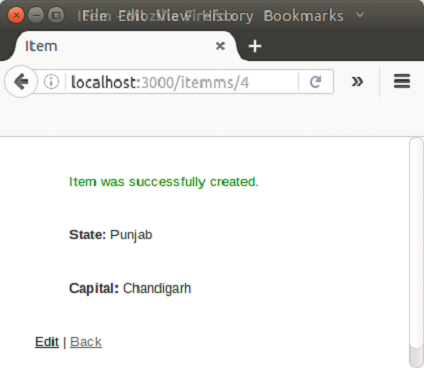 File Edit View History Bookmarks
Item
localhost:3000/itemms/4
Item was successfully created.
State: Punjab
Capital: Chandigarh
Edit | Back